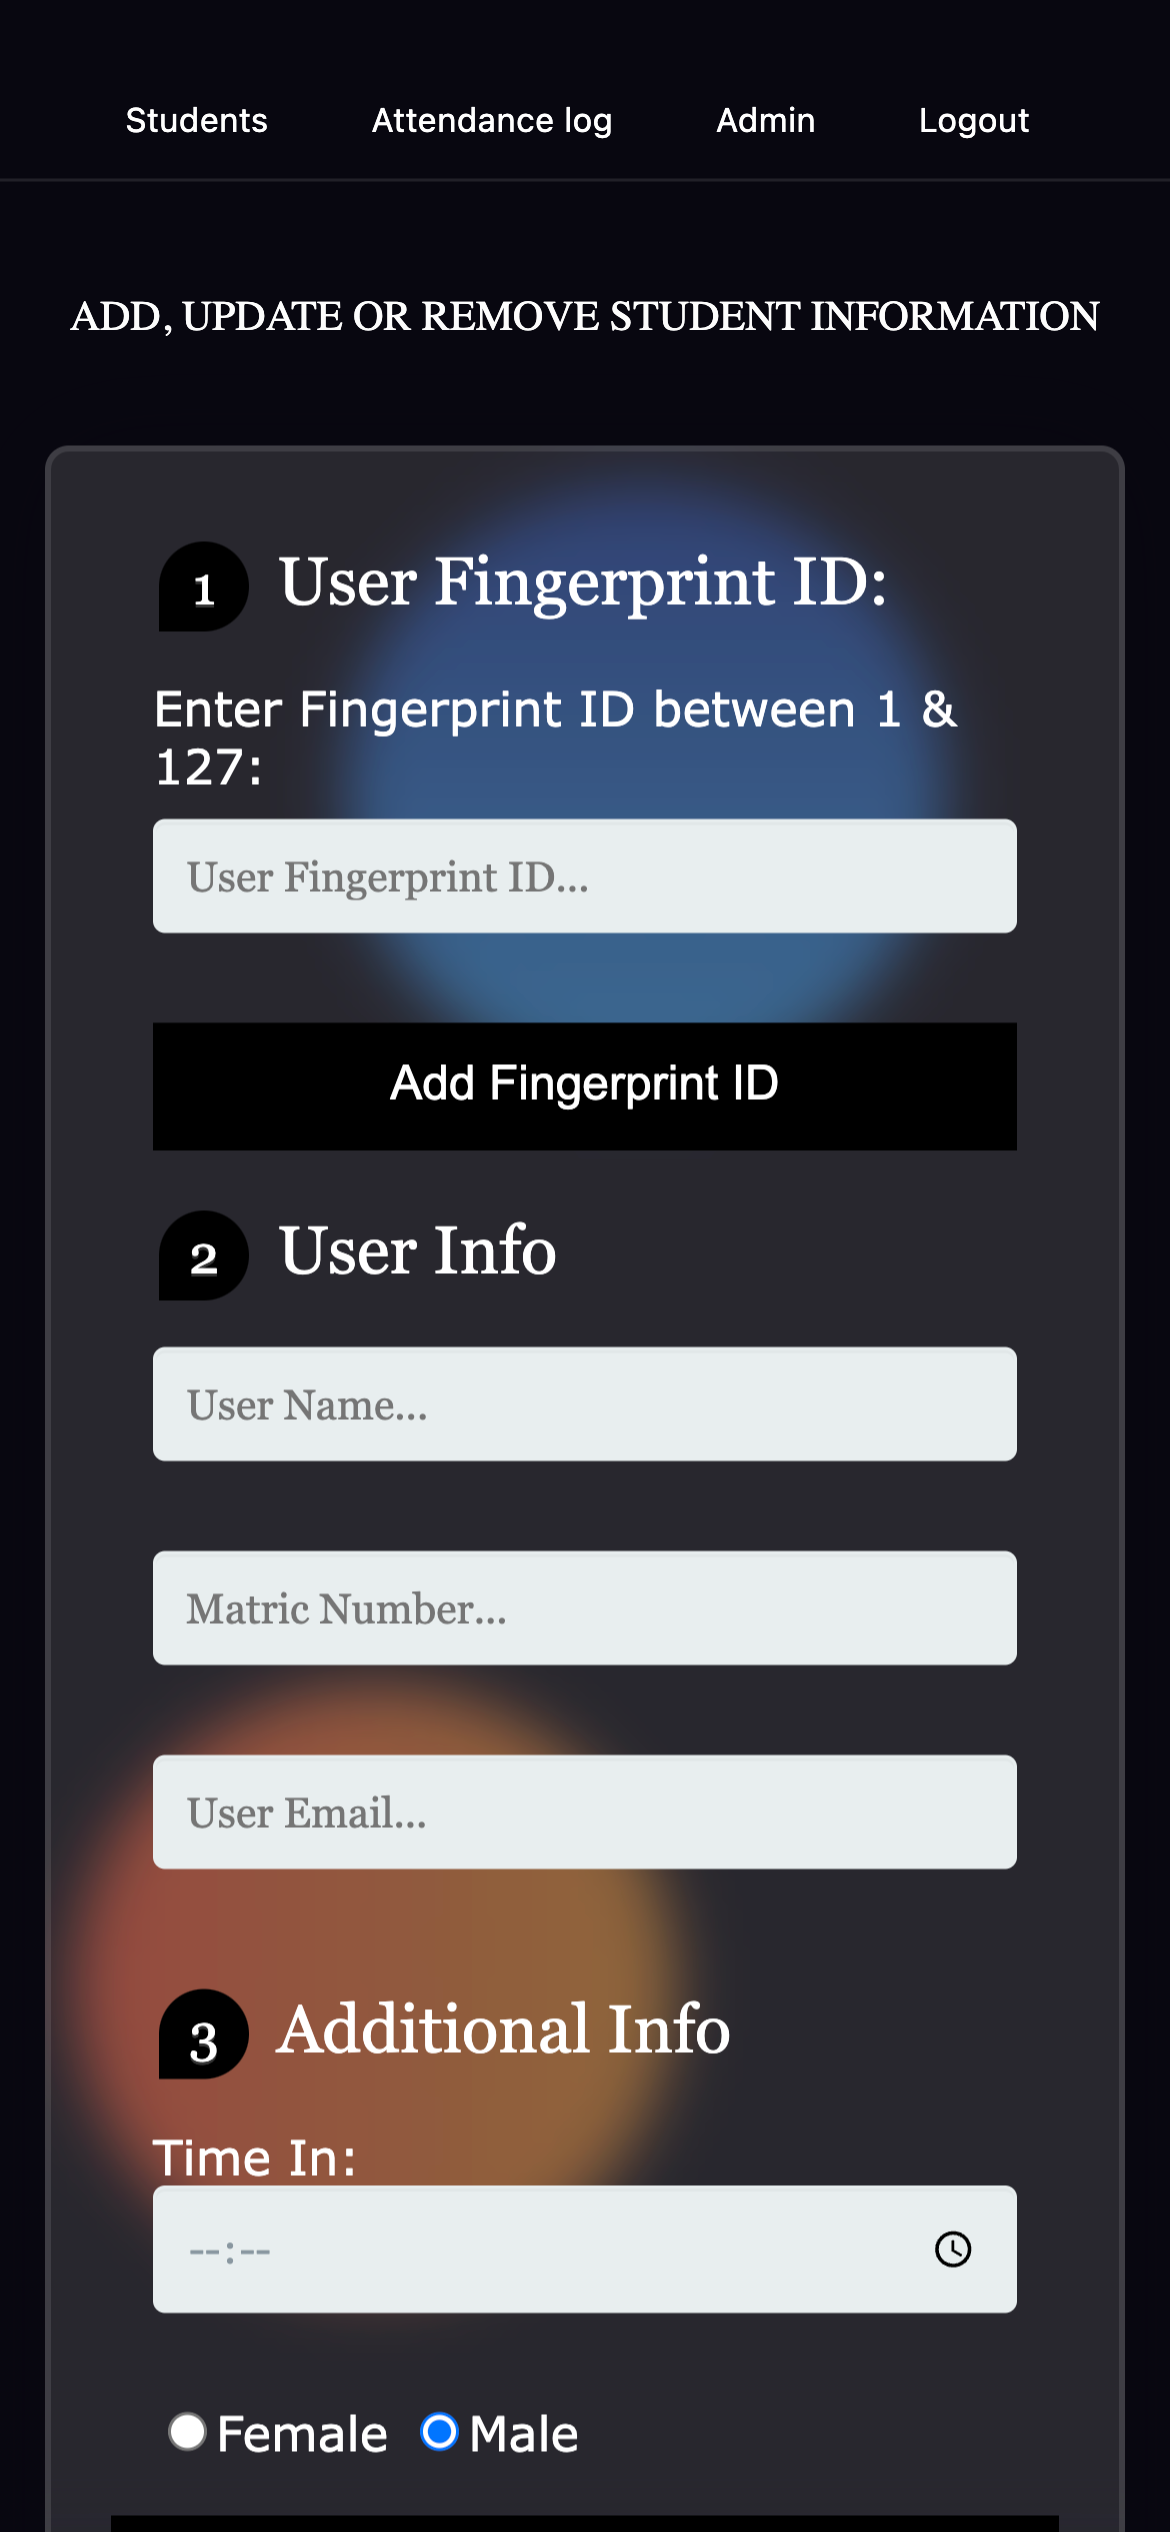 Students Attendance log Admin Logout
ADD, UPDATE OR REMOVE STUDENT INFORMATION
1 User Fingerprint ID:
Enter Fingerprint ID between 1 &
127:
User Fingerprint ID...
Add Fingerprint ID
2 User Info
User Name...
Matric Number...
User Email...
3 Additional Info
Time In:
--:--
Female Male